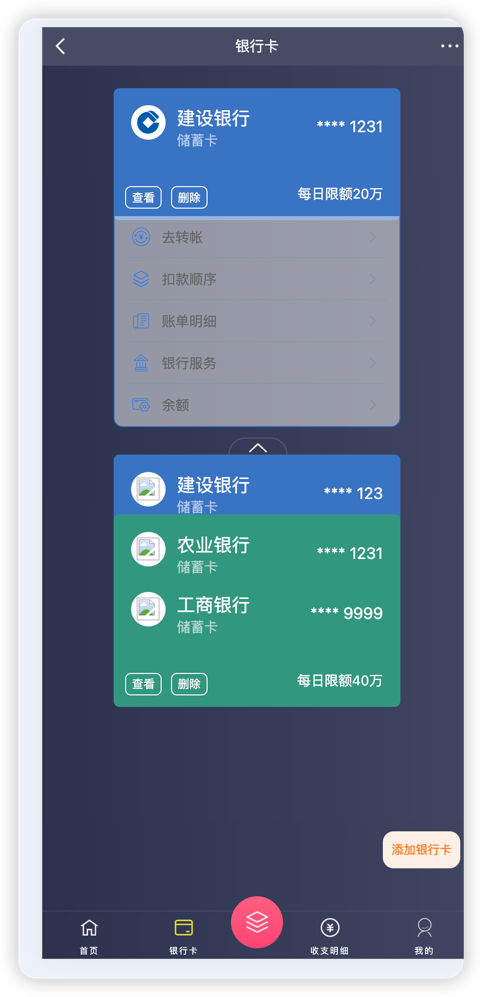 银行卡
建设银行
储蓄卡
**** 1231
查看
删除
每日限额20万
去转帐
扣款顺序
账单明细
银行服务
余额
建设银行
储蓄卡
**** 123
农业银行
储蓄卡
**** 1231
工商银行
储蓄卡
**** 9999
查看
删除
每日限额40万
添加银行卡
首页
银行卡
收支明细
我的